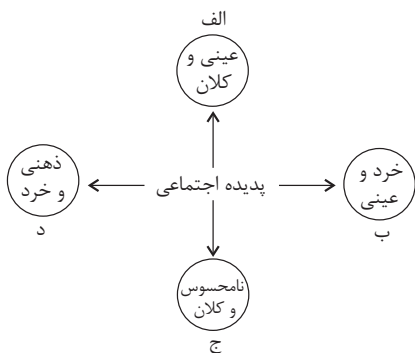 الف
عینی و
کلان
خرد و
عینی
ب
پدیده اجتماعی
ذهنی
و خرد
د
نامحسوس
و کلان
ج